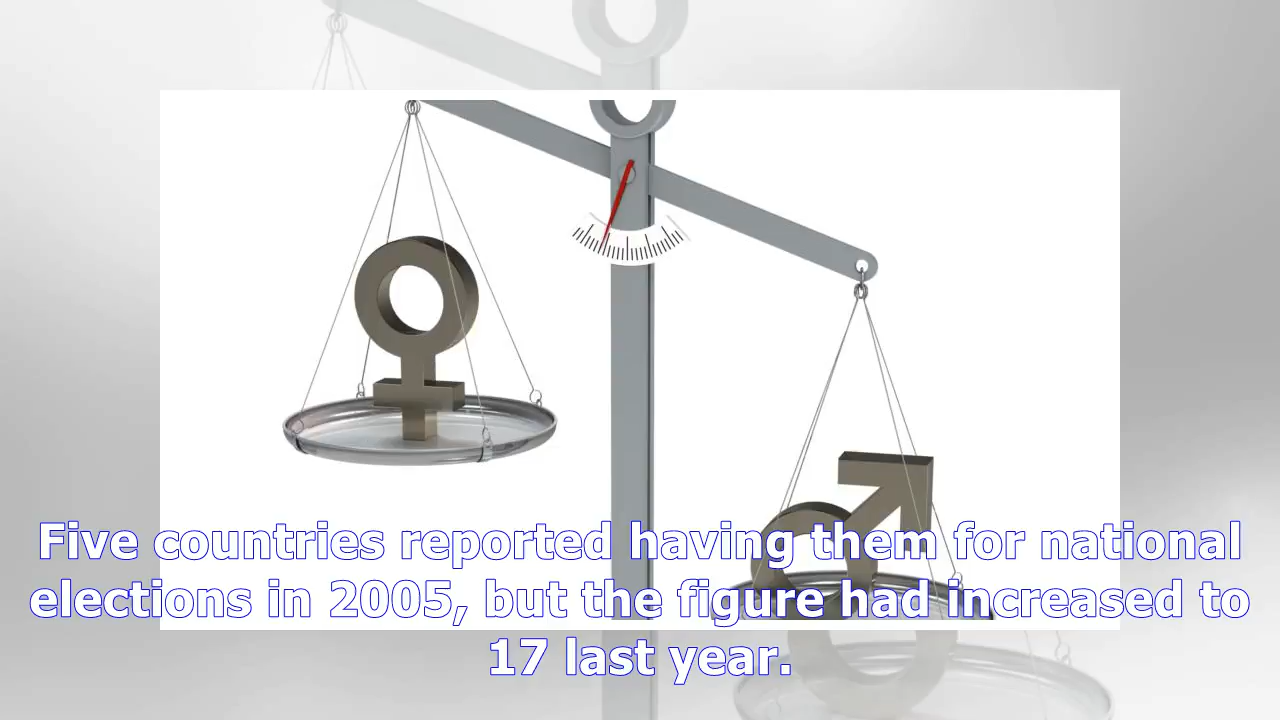 Five countries reported having them for national
elections in 2005, but the figure had increased to
17 last year.